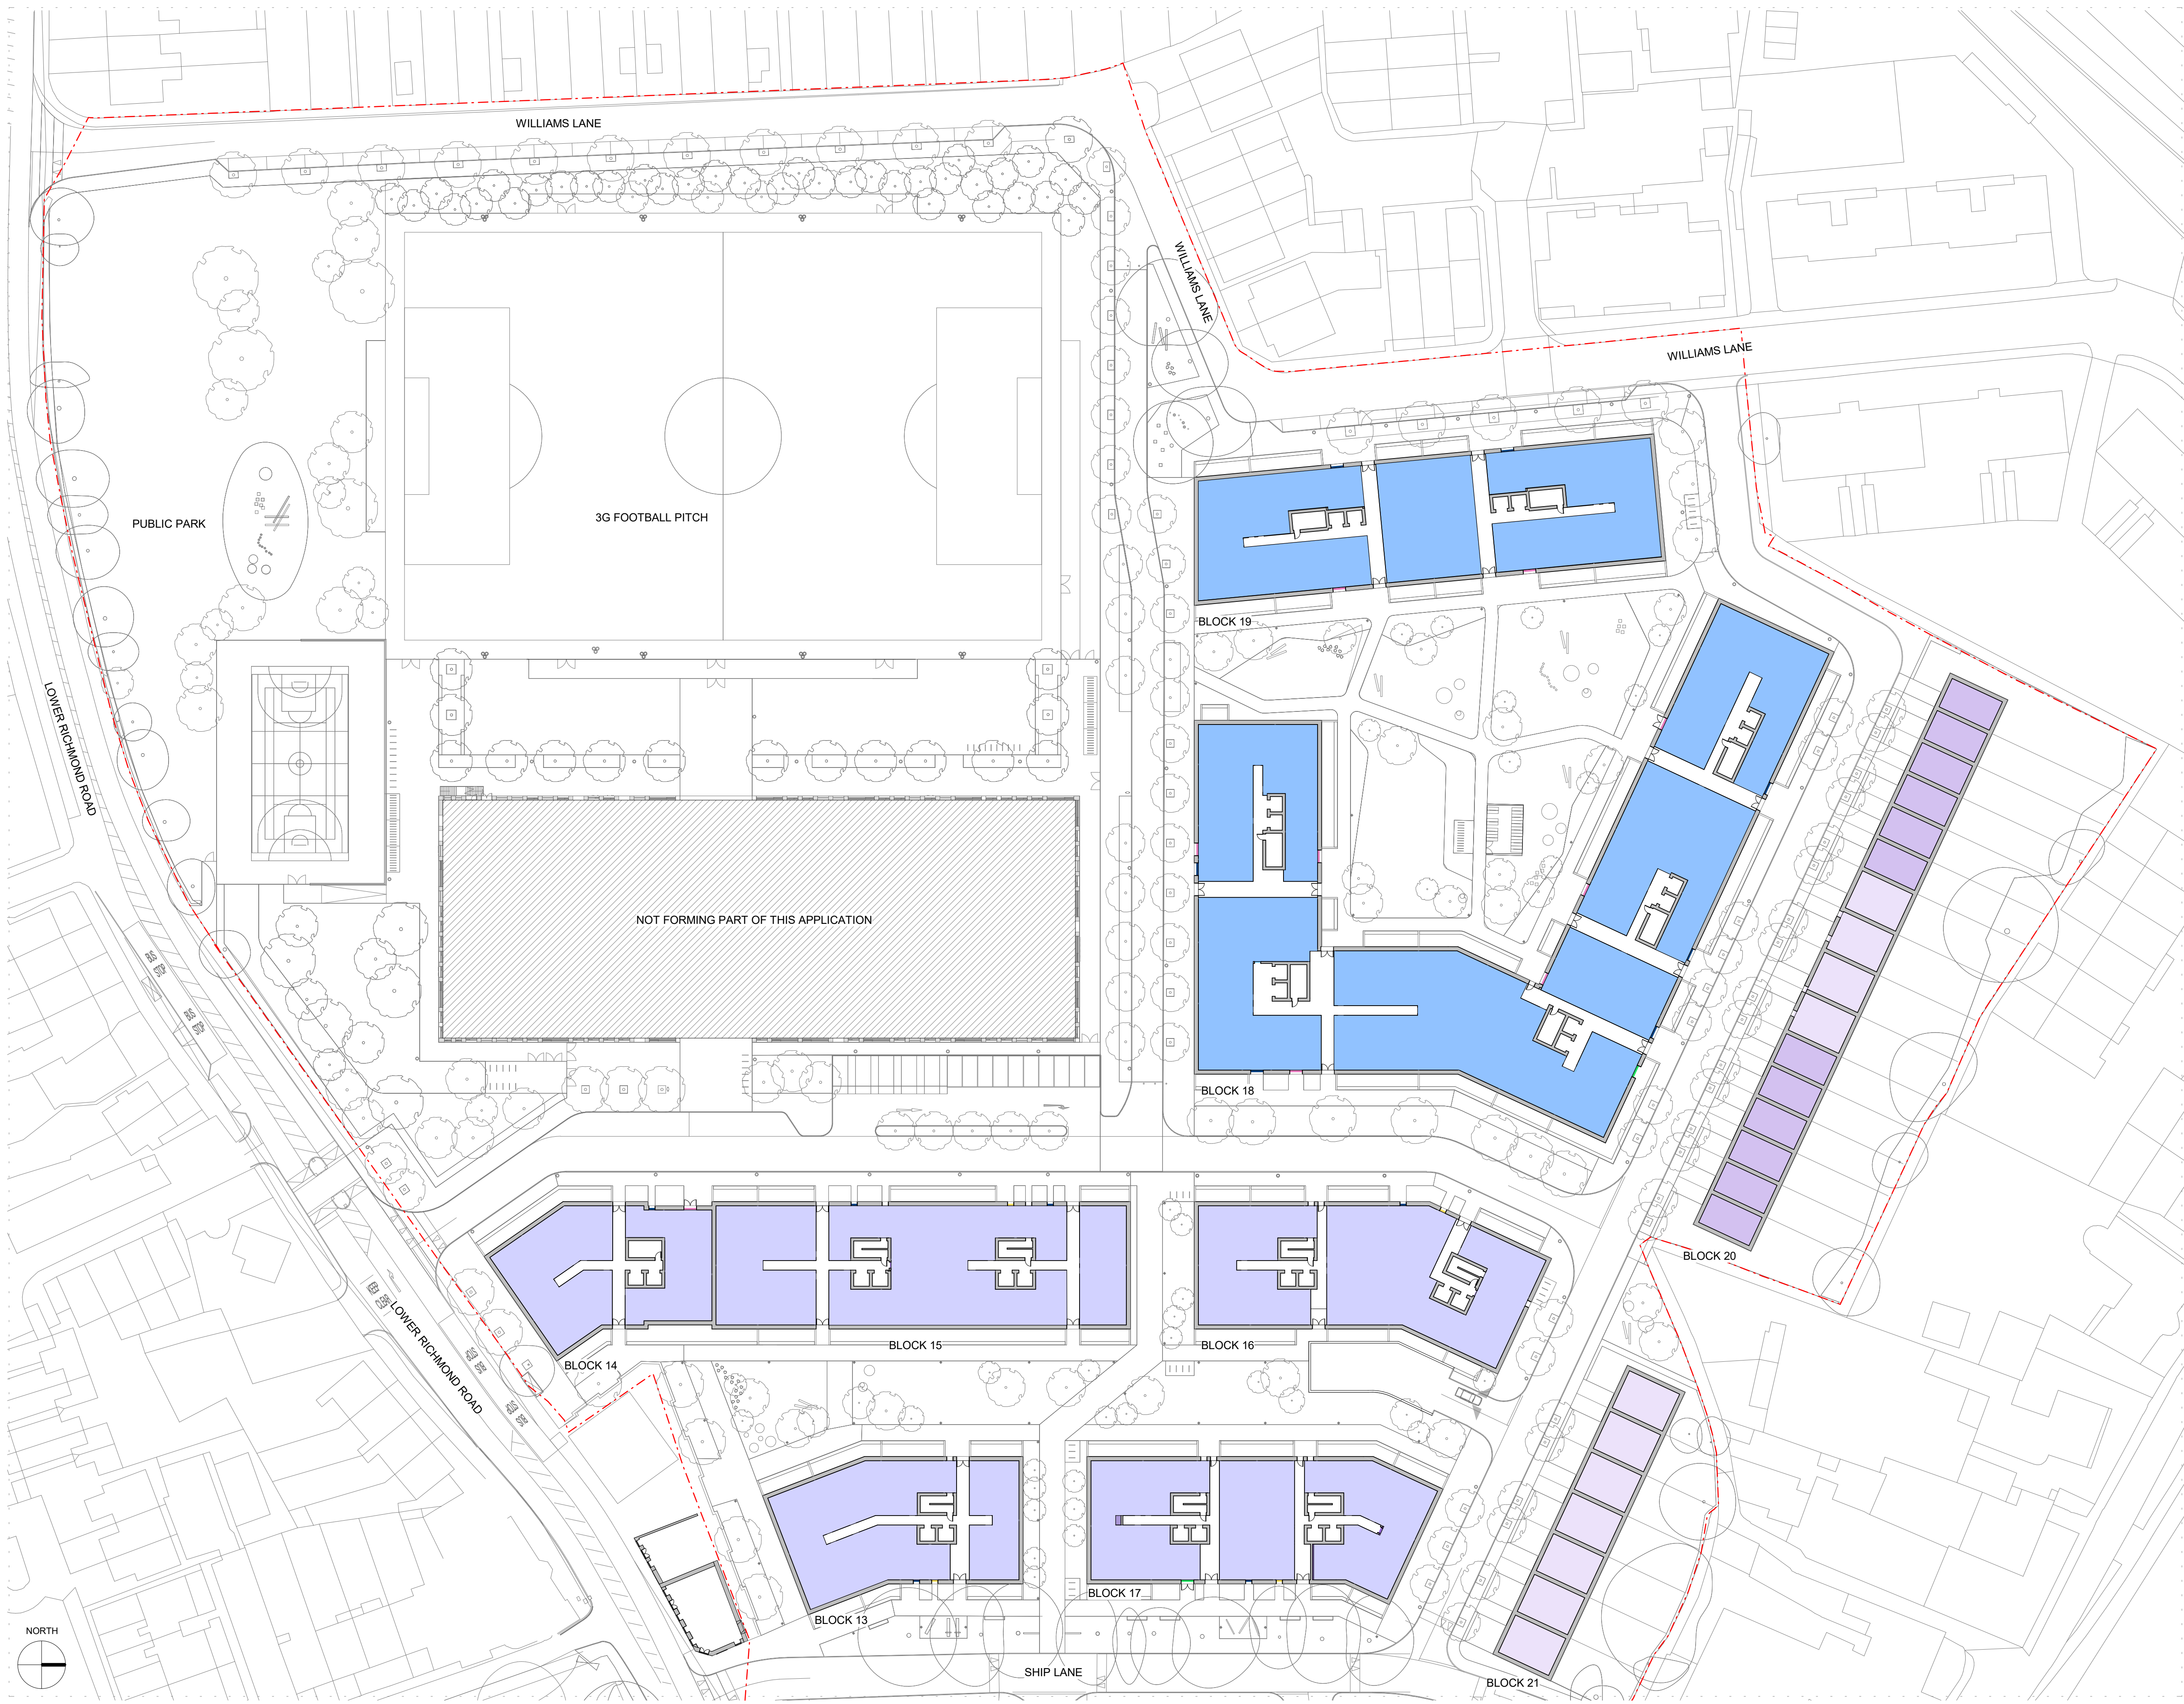 WILLIAMS LANE
WILLIAMS LANE
WILLIAMS LANE
PUBLIC PARK
3G FOOTBALL PITCH
BLOCK 19
LOWER RICHMOND ROAD
NOT FORMING PART OF THIS APPLICATION
BLOCK 18
BLOCK 20
BLOCK 14
BLOCK 15
BLOCK 16
LOWER RICHMOND ROAD
BLOCK 13
BLOCK 17
NORTH
SHIP LANE
BLOCK 21